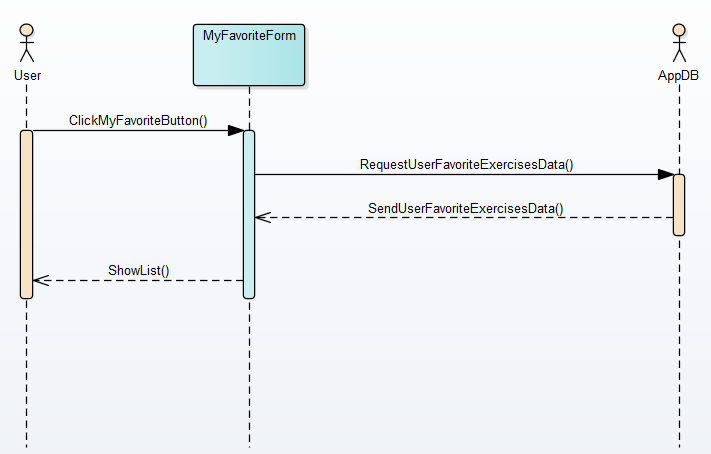 MyFavoriteForm
User
AppDB
ClickMyFavoriteButton()
RequestUserFavoriteExercisesData()
SendUserFavoriteExercisesData()
ShowList()